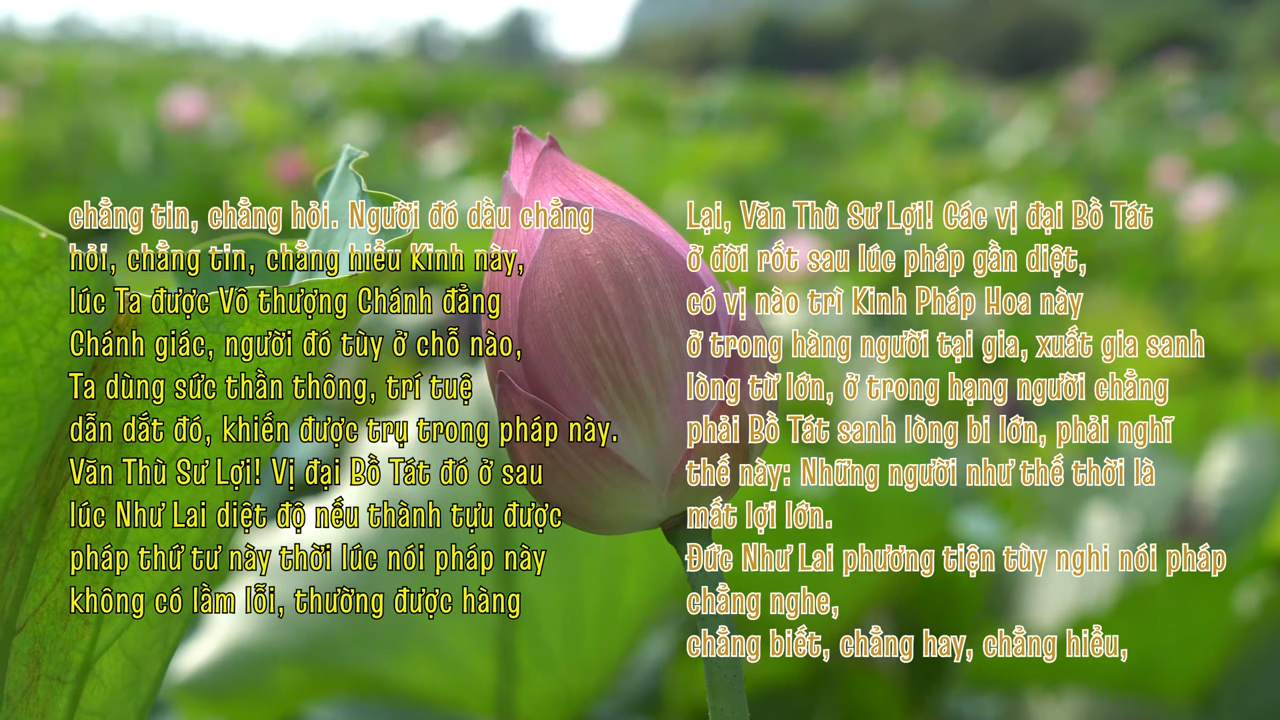 chẳng tin, chẳng hỏi. Người đó dầu chẳng
hỏi, chẳng tin, chẳng hiểu Kinh này,
lúc Ta được Vô thượng Chánh đẳng
Chánh giác, người đó tùy ở chỗ nào,
Ta dùng sức thần thông, trí tuệ
dẫn dắt đó, khiến được trụ trong pháp này.
Văn Thù Sư Lợi! Vị đại Bồ Tát đó ở sau
lúc Như Lai diệt độ nếu thành tựu được
pháp thứ tư này thời lúc nói pháp này
không có lầm lỗi, thường được hàng
Lại, Văn Thù Sư Lợi! Các vị đại Bồ Tát
ở đời rốt sau lúc pháp gần diệt,
có vị nào trì Kinh Pháp Hoa này
ở trong hàng người tại gia, xuất gia sanh
lòng từ lớn, ở trong hạng người chẳng
phải Bồ Tát sanh lòng bi lớn, phải nghĩ
thế này: Những người như thế thời là
mất lợi lớn.
Đức Như Lai phương tiện tùy nghi nói pháp
chẳng nghe,
chẳng biết, chẳng hay, chẳng hiểu,